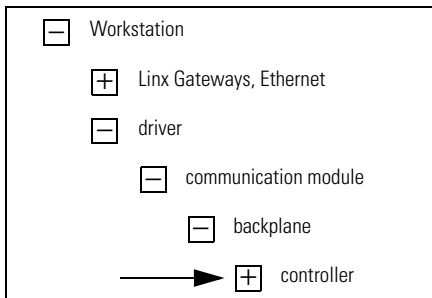 Workstation
Linx Gateways, Ethernet
driver
communication module
backplane
controller